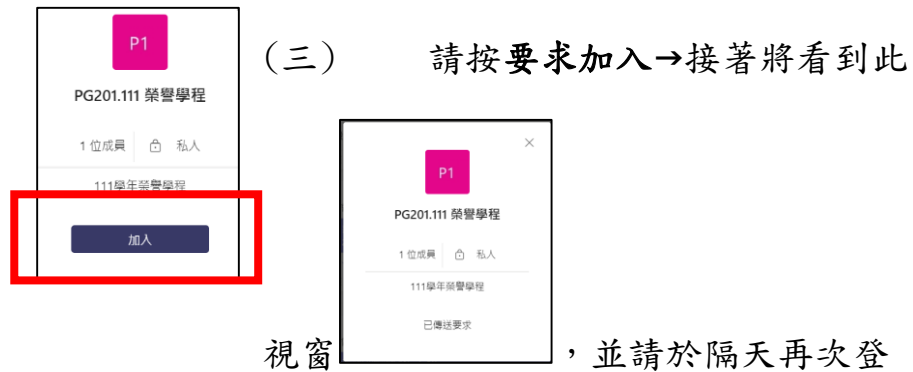 P1
PG201.111 榮譽學程
1 位成員 私人
111學年榮譽學程
加入
(三) 請按要求加入→接著將看到此
P1
PG201.111 榮譽學程
1 位成員 私人
111學年榮譽學程
已傳送要求
視窗，並請於隔天再次登